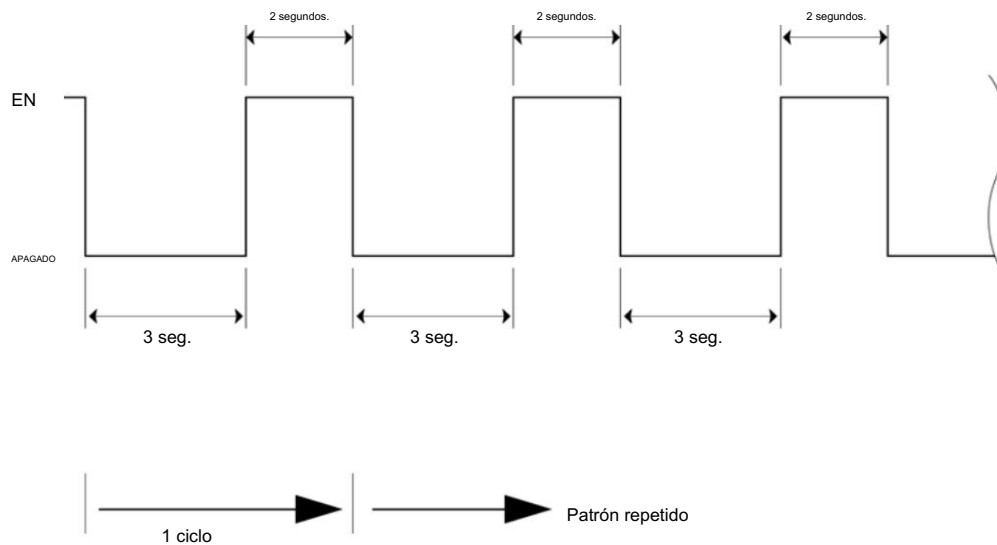 2 segundos. 2 segundos. 2 segundos.
EN
APAGADO
3 seg. 3 seg. 3 seg.
Patrón repetido
1 ciclo